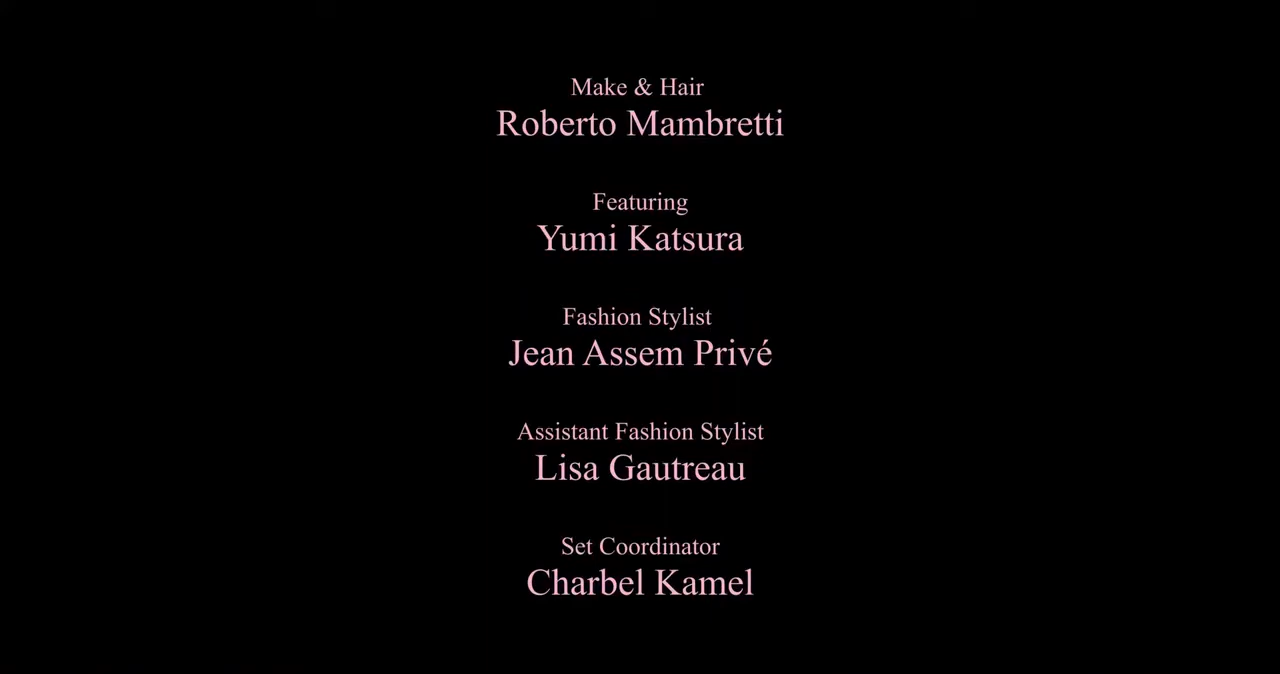 Make & Hair
Roberto Mambretti
Featuring
Yumi Katsura
Fashion Stylist
Jean Assem Privé
Assistant Fashion Stylist
Lisa Gautreau
Set Coordinator
Charbel Kamel